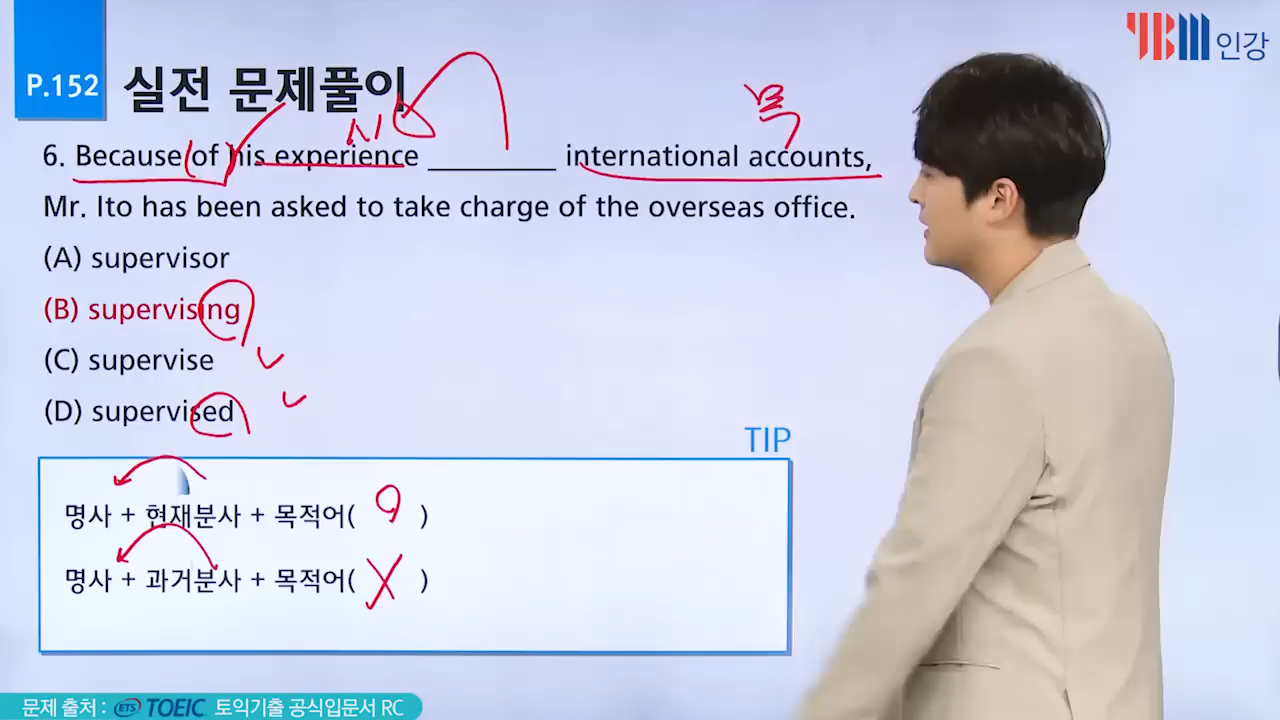 P.152 실전 문제풀이
YBM 인강
목
6. Because of his experience ________ international accounts,
Mr. Ito has been asked to take charge of the overseas office.
(A) supervisor
(B) supervising
(C) supervise
(D) supervised
TIP
명사 + 현재분사 + 목적어( o )
명사 + 과거분사 + 목적어( X )
문제 출처 : ETS TOEIC 토익기출 공식입문서 RC